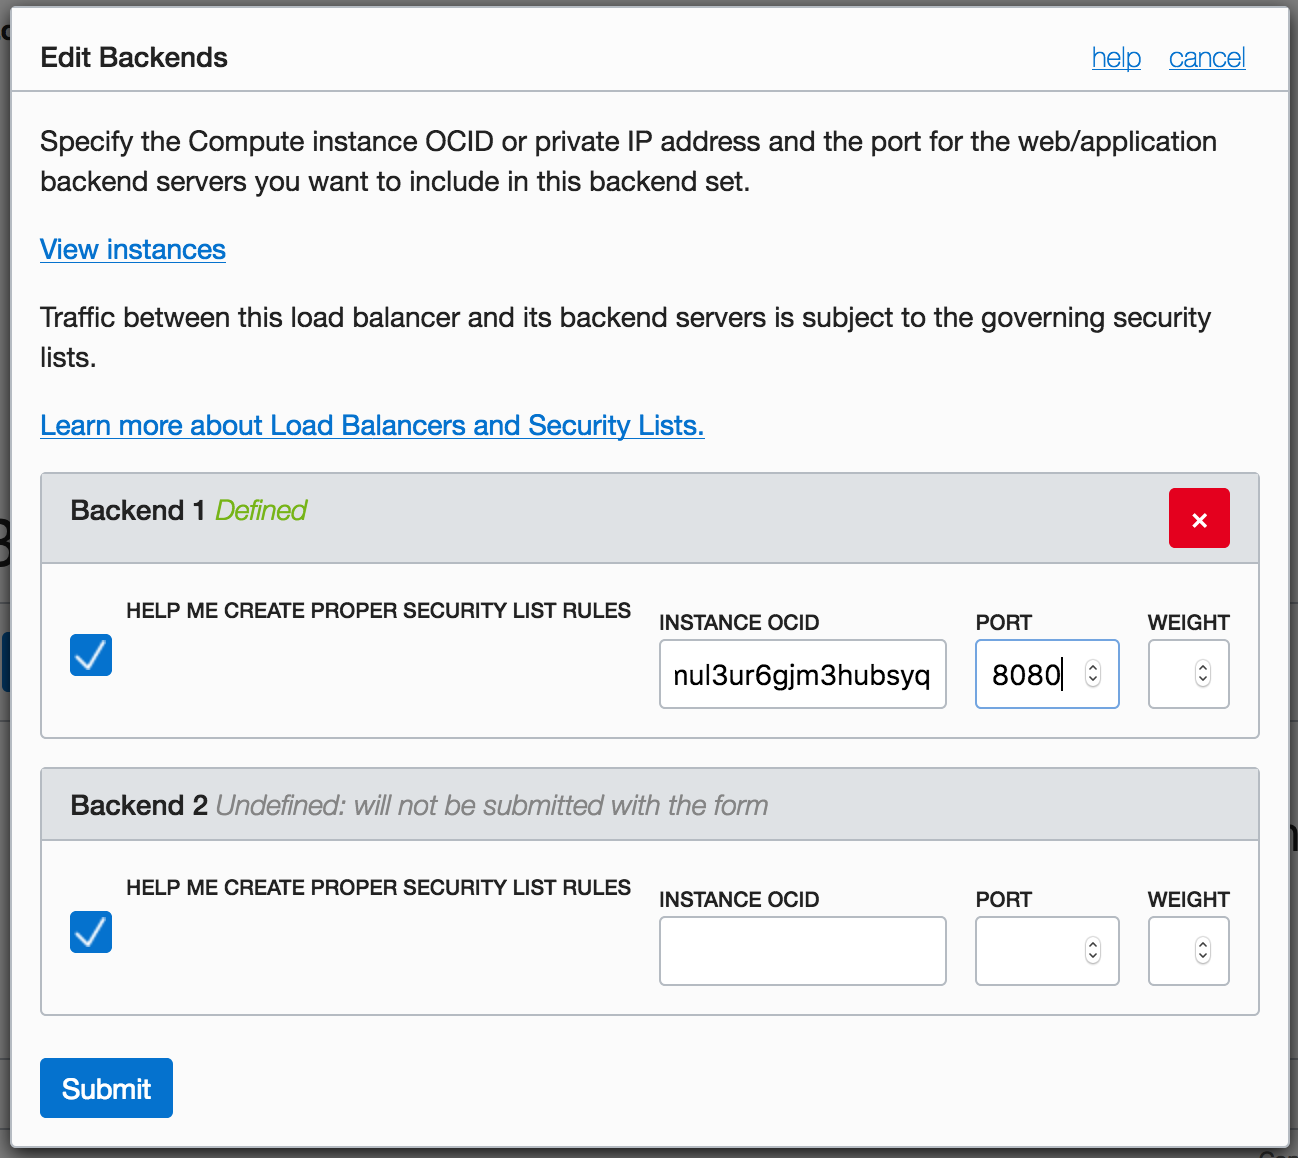 Edit Backends
help cancel
Specify the Compute instance OCID or private IP address and the port for the web/application
backend servers you want to include in this backend set.
View instances
Traffic between this load balancer and its backend servers is subject to the governing security
lists.
Learn more about Load Balancers and Security Lists.
Backend 1 Defined
×
HELP ME CREATE PROPER SECURITY LIST RULES
INSTANCE OCID
PORT
WEIGHT
nul3ur6gjm3hubsyq
8080
Backend 2 Undefined: will not be submitted with the form
HELP ME CREATE PROPER SECURITY LIST RULES
INSTANCE OCID
PORT
WEIGHT
Submit